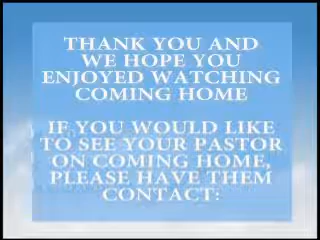 THANK YOU AND
WE HOPE YOU
ENJOYED WATCHING
COMING HOME
IF YOU WOULD LIKE
TO SEE YOUR PASTOR
ON COMING HOME,
PLEASE HAVE THEM
CONTACT: